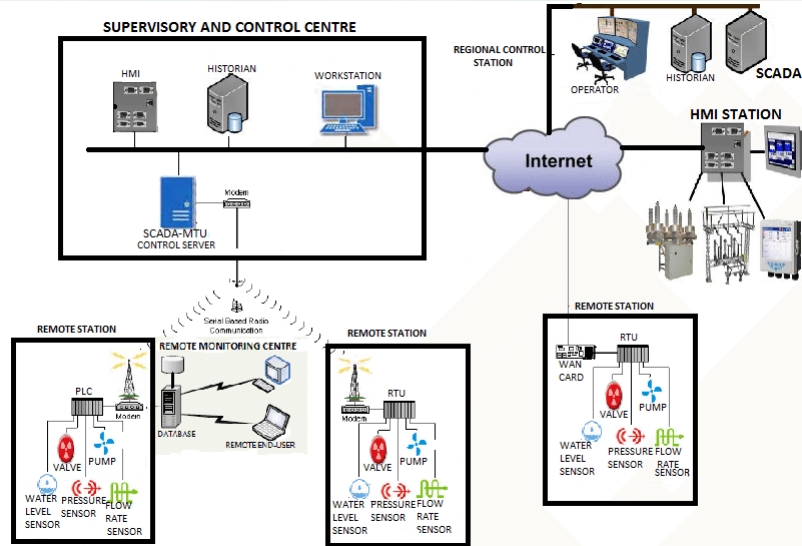 SUPERVISORY AND CONTROL CENTRE
HMI
HISTORIAN
WORKSTATION
SCADA-MTU
CONTROL SERVER
Modem
REGIONAL CONTROL
STATION
OPERATOR
HISTORIAN
SCADA
HMI STATION
Internet
Serial Based Radio
Communication
REMOTE STATION
PLC
Modem
VALVE
PUMP
WATER
LEVEL
SENSOR
PRESSURE
SENSOR
FLOW
RATE
SENSOR
REMOTE MONITORING CENTRE
DATABASE
REMOTE END-USER
REMOTE STATION
RTU
Modem
VALVE
PUMP
WATER
LEVEL
SENSOR
PRESSURE
SENSOR
FLOW
RATE
SENSOR
REMOTE STATION
RTU
WAN
CARD
VALVE
PUMP
WATER
LEVEL
SENSOR
PRESSURE
SENSOR
FLOW
RATE
SENSOR